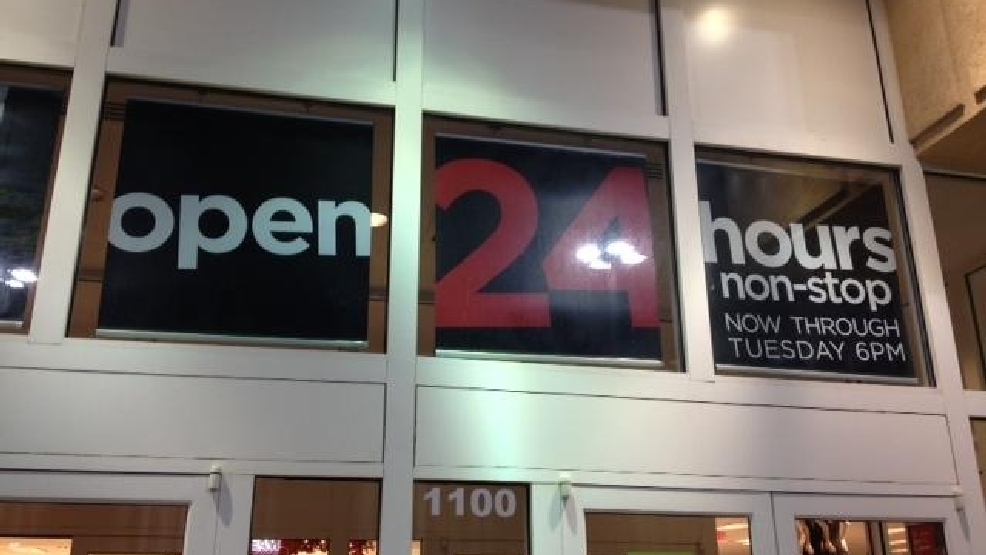 open
24
hours
non-stop
NOW THROUGH
TUESDAY 6PM
1100